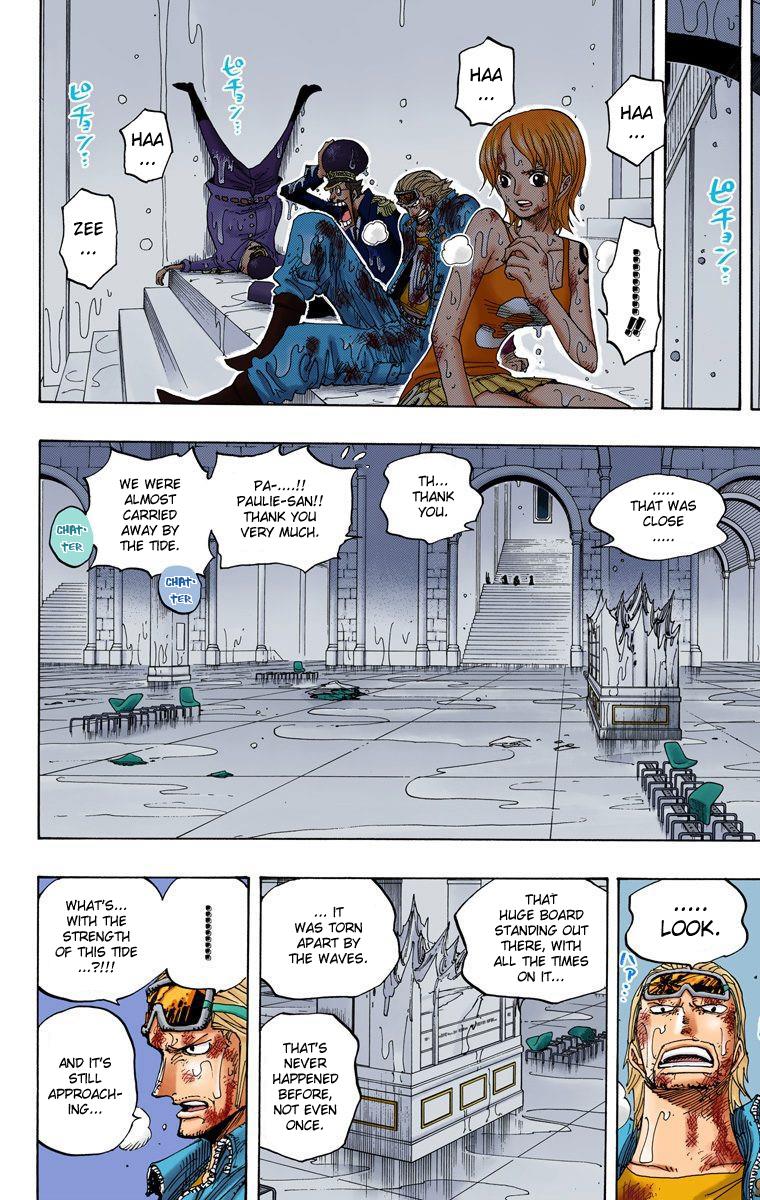 HAA
...
ピチョン…
HAA
...
!!
ピチョン…
HAA
...
ピチョン…
ZEE
...
.....
THAT WAS
CLOSE
.....
TH...
THANK
YOU.
PA-....!!
PAULIE-SAN!!
THANK YOU
VERY MUCH.
WE WERE
ALMOST
CARRIED
AWAY BY
THE TIDE.
CHAT-
TER
CHAT-
TER
.....
LOOK.
ハァ…
THAT
HUGE BOARD
STANDING OUT
THERE, WITH
ALL THE TIMES
ON IT...
... IT
WAS TORN
APART BY
THE WAVES.
THAT'S
NEVER
HAPPENED
BEFORE,
NOT EVEN
ONCE.
WHAT'S...
WITH THE
STRENGTH
OF THIS TIDE
...?!!!
AND IT'S
STILL
APPROACH-
ING...